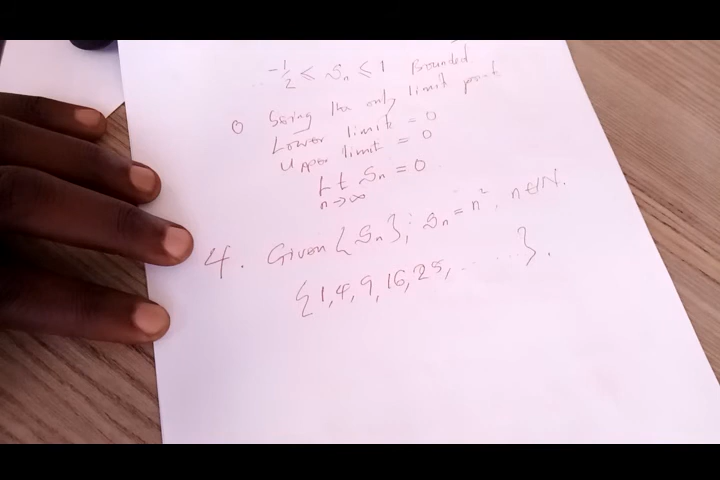 -1/2 ≤ Sn ≤ 1 Bounded
0 being the only limit point
Lower limit = 0
Upper limit = 0
Lt Sn = 0
n→∞
4. Given {Sn}; Sn = n², n∈N.
{1,4,9,16,25, ......}.